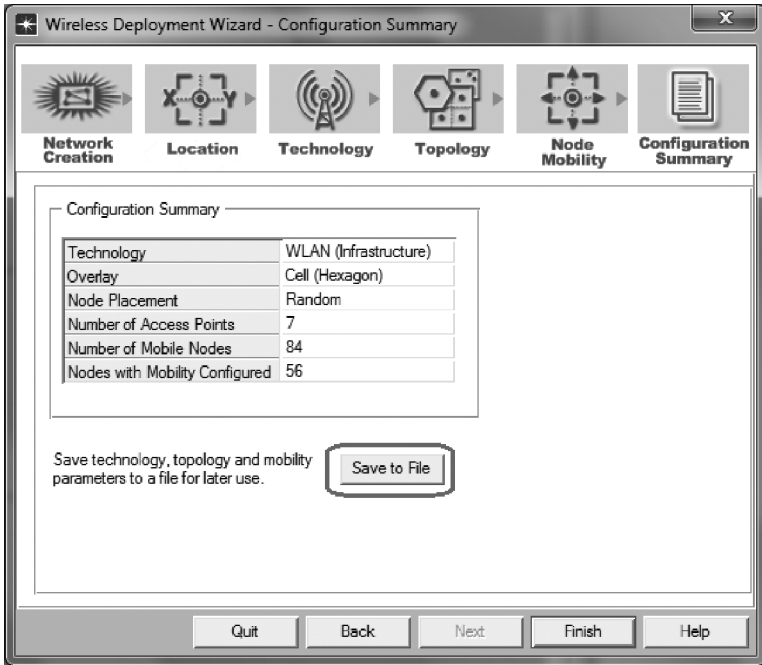 Wireless Deployment Wizard - Configuration Summary
X
Network Creation
Location
Technology
Topology
Node Mobility
Configuration Summary
X Y
Configuration Summary
Technology WLAN (Infrastructure)
Overlay Cell (Hexagon)
Node Placement Random
Number of Access Points 7
Number of Mobile Nodes 84
Nodes with Mobility Configured 56
Save technology, topology and mobility
parameters to a file for later use.
Save to File
Quit Back Next Finish Help